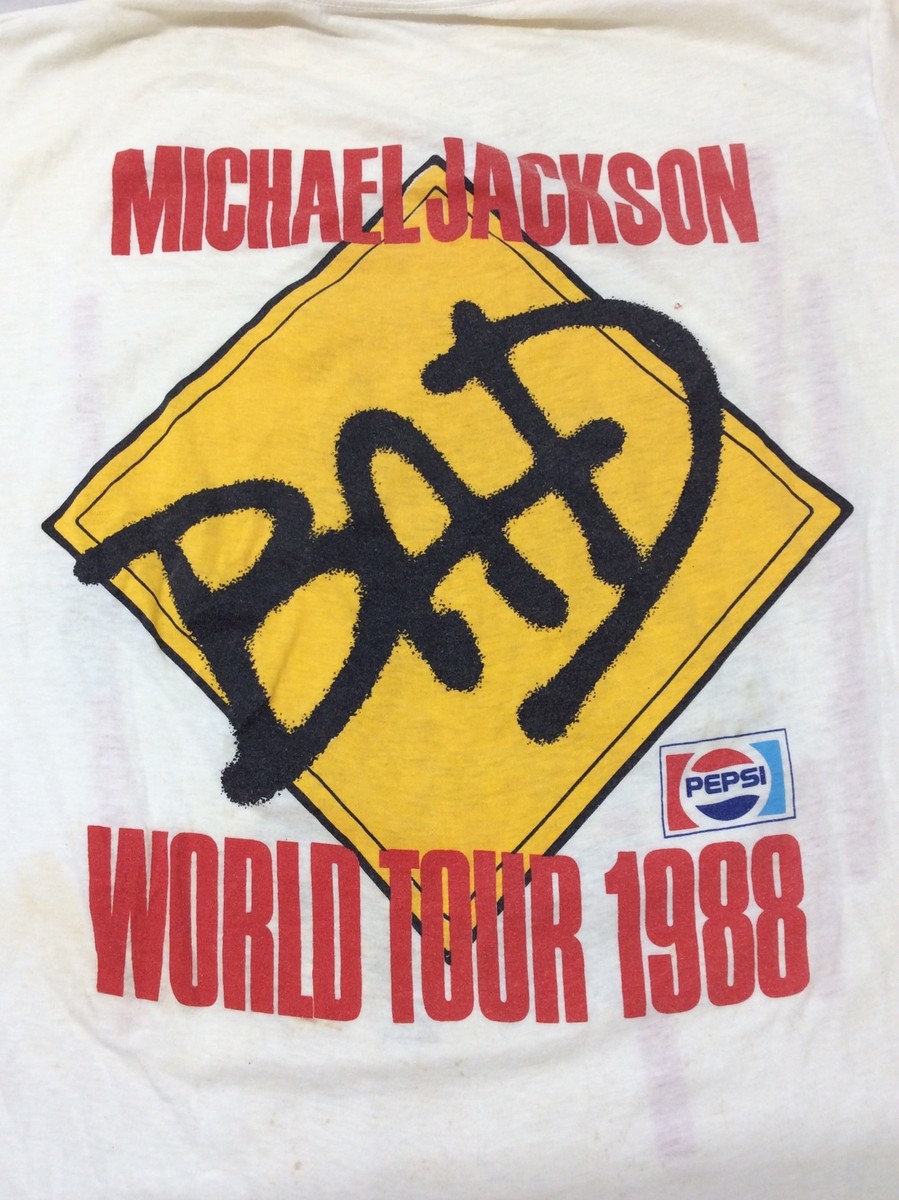 MICHAEL JACKSON
BAD
PEPSI
WORLD TOUR 1988